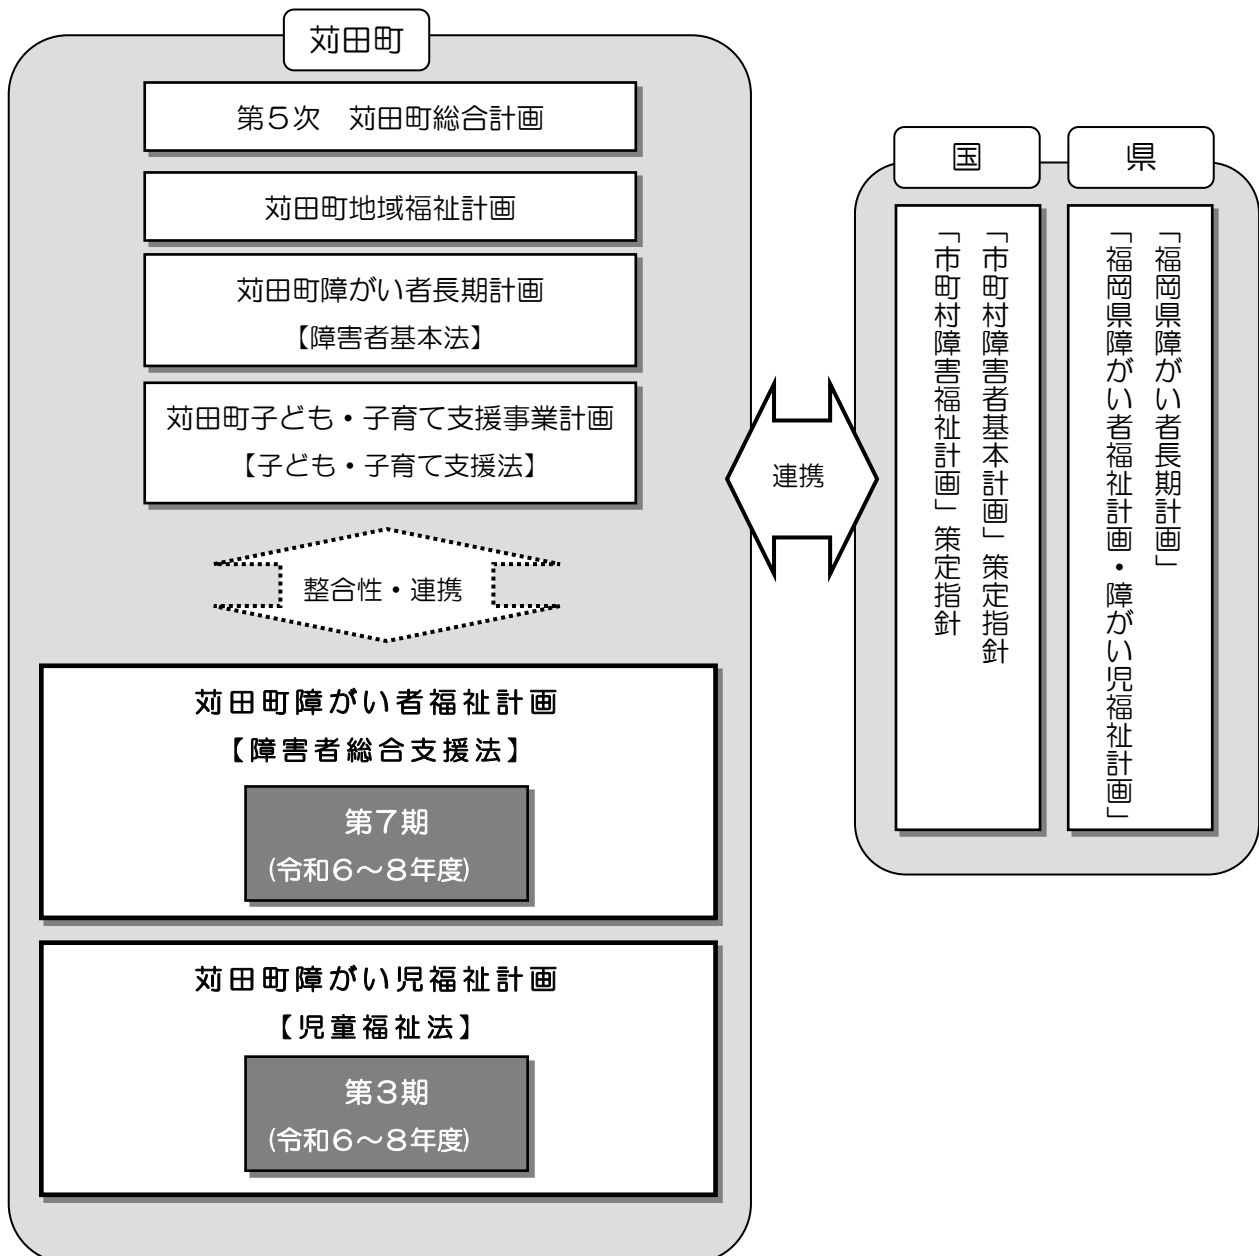 苅田町
第５次　苅田町総合計画
苅田町地域福祉計画
苅田町障がい者長期計画
【障害者基本法】
苅田町子ども・子育て支援事業計画
【子ども・子育て支援法】
整合性・連携
苅田町障がい者福祉計画
【障害者総合支援法】
第７期
(令和６～８年度)
苅田町障がい児福祉計画
【児童福祉法】
第３期
(令和６～８年度)
連携
国
「市町村障害者基本計画」策定指針
「市町村障害福祉計画」策定指針
県
「福岡県障がい者長期計画」
「福岡県障がい者福祉計画・障がい児福祉計画」